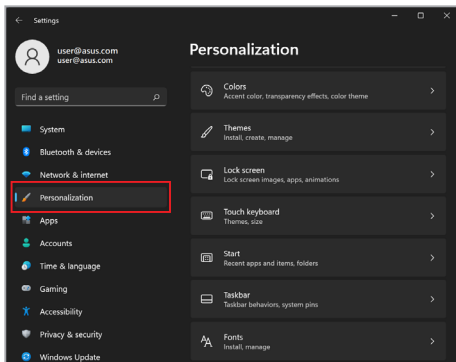 Settings
user@asus.com
user@asus.com
Find a setting
System
Bluetooth & devices
Network & internet
Personalization
Apps
Accounts
Time & language
Gaming
Accessibility
Privacy & security
Windows Update
Personalization
Colors
Accent color, transparency effects, color theme
Themes
Install, create, manage
Lock screen
Lock screen images, apps, animations
Touch keyboard
Themes, size
Start
Recent apps and items, folders
Taskbar
Taskbar behaviors, system pins
Fonts
Install, manage